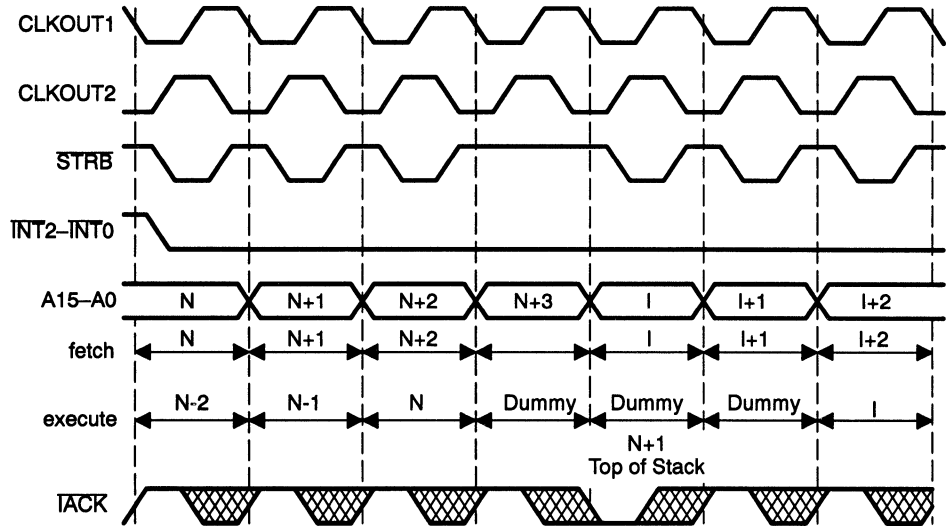 CLKOUT1
CLKOUT2
STRB
INT2–INT0
A15–A0 N N+1 N+2 N+3 I I+1 I+2
fetch N N+1 N+2 I I+1 I+2
execute N-2 N-1 N Dummy Dummy Dummy I
N+1
Top of Stack
IACK